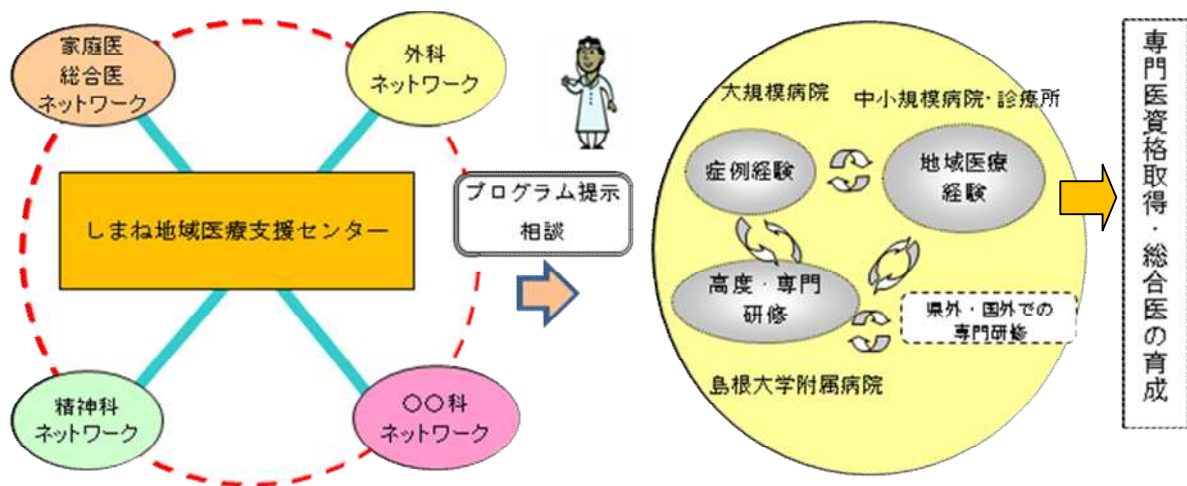 家庭医
総合医
ネットワーク
外科
ネットワーク
しまね地域医療支援センター
精神科
ネットワーク
〇〇科
ネットワーク
プログラム提示
相談
大規模病院
中小規模病院・診療所
症例経験
地域医療
経験
高度・専門
研修
県外・国外での
専門研修
島根大学附属病院
専門医資格取得・総合医の育成